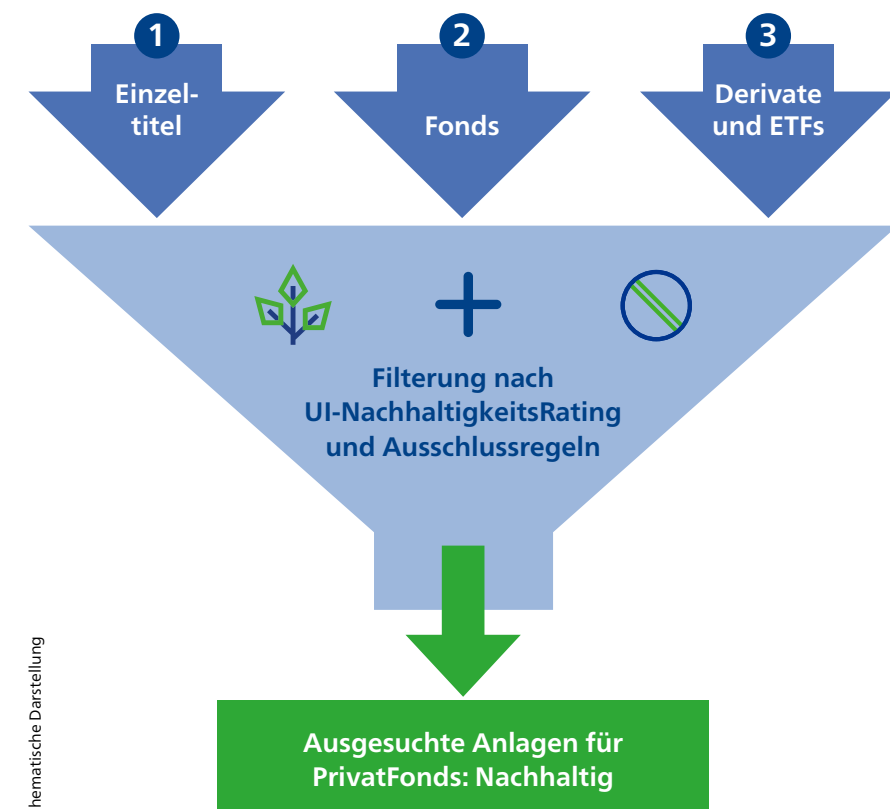 1
Einzel-
titel
2
Fonds
3
Derivate
und ETFs
Filterung nach
UI-NachhaltigkeitsRating
und Ausschlussregeln
Ausgesuchte Anlagen für
PrivatFonds: Nachhaltig
hematische Darstellung